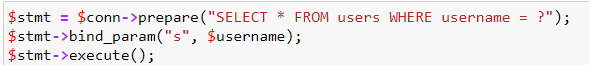 $stmt = $conn->prepare("SELECT * FROM users WHERE username = ?");
$stmt->bind_param("s", $username);
$stmt->execute();